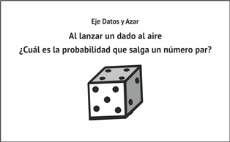 Eje Datos y Azar
Al lanzar un dado al aire
¿Cuál es la probabilidad que salga un número par?